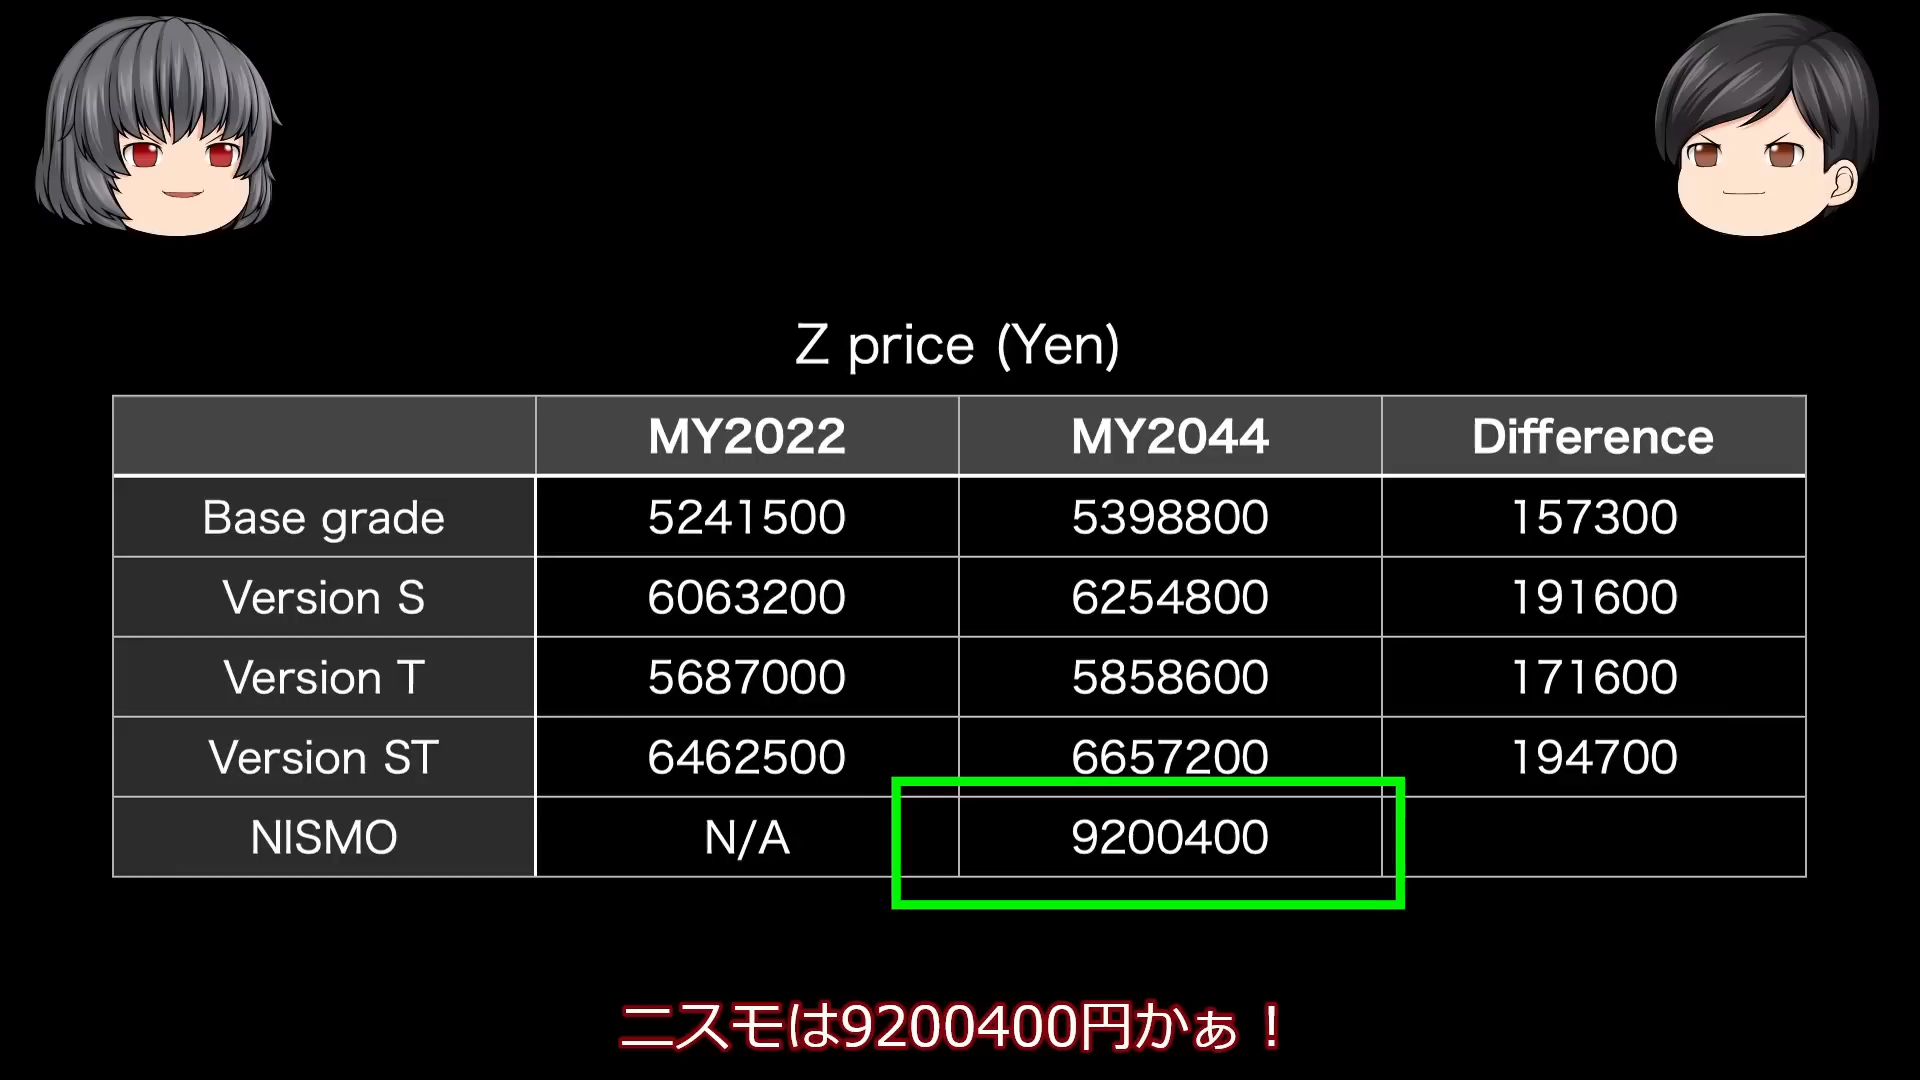 Z price (Yen)
MY2022 MY2044 Difference
Base grade 5241500 5398800 157300
Version S 6063200 6254800 191600
Version T 5687000 5858600 171600
Version ST 6462500 6657200 194700
NISMO N/A 9200400
ニスモは9200400円かぁ！